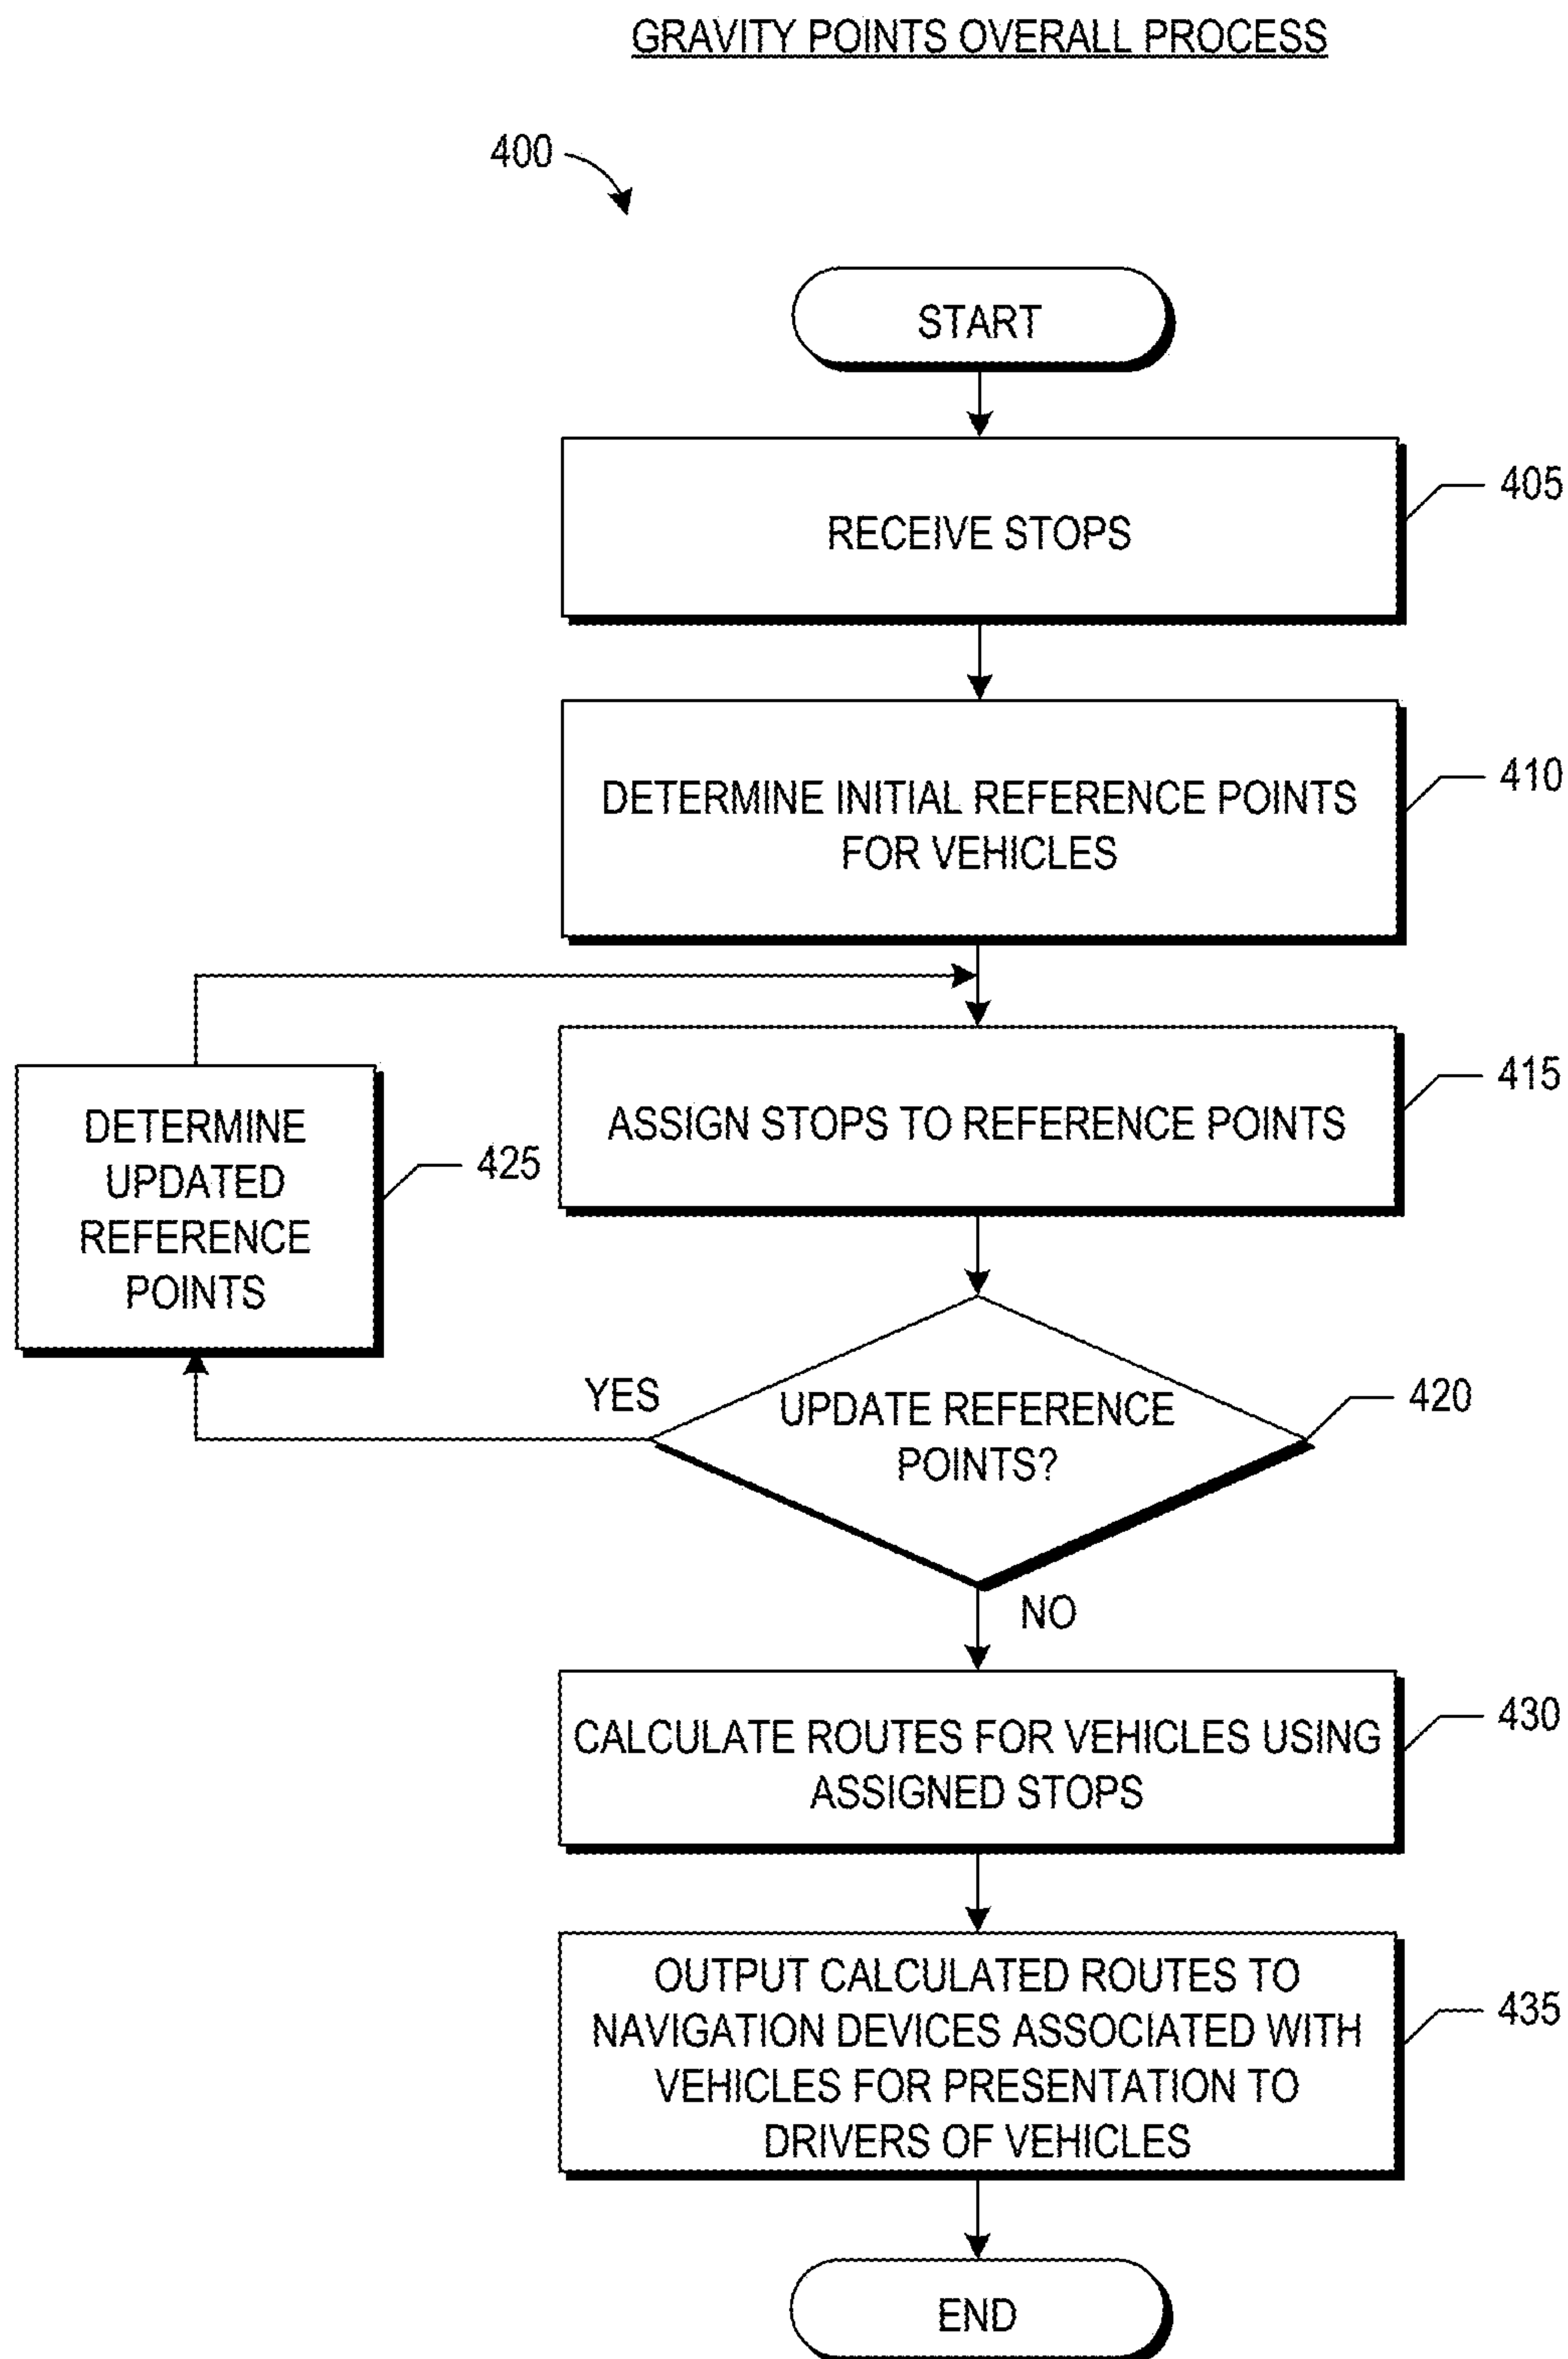 GRAVITY POINTS OVERALL PROCESS
400
START
RECEIVE STOPS
405
DETERMINE INITIAL REFERENCE POINTS
FOR VEHICLES
410
ASSIGN STOPS TO REFERENCE POINTS
415
DETERMINE
UPDATED
REFERENCE
POINTS
425
YES
UPDATE REFERENCE
POINTS?
420
NO
CALCULATE ROUTES FOR VEHICLES USING
ASSIGNED STOPS
430
OUTPUT CALCULATED ROUTES TO
NAVIGATION DEVICES ASSOCIATED WITH
VEHICLES FOR PRESENTATION TO
DRIVERS OF VEHICLES
435
END